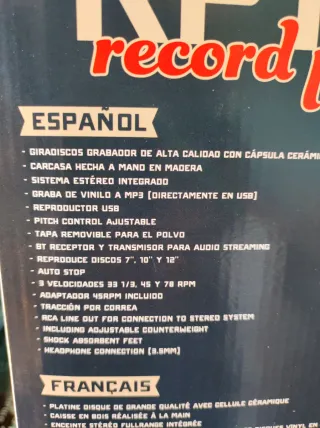 record
ESPAÑOL
- GIRADISCOS GRABADOR DE ALTA CALIDAD CON CÁPSULA
- CARCASA HECHA A MANO EN MADERA
- SISTEMA ESTÉREO INTEGRADO
- GRABA DE VINILO A MP3 [DIRECTAMENTE EN USB]
- REPRODUCTOR USB
- PITCH CONTROL AJUSTABLE
- TAPA REMOVIBLE PARA EL POLVO
- BT RECEPTOR Y TRANSMISOR PARA AUDIO STREAMING
- REPRODUCE DISCOS 7", 10" Y 12"
- AUTO STOP
- 3 VELOCIDADES 33 1/3, 45 Y 78 RPM
- ADAPTADOR 45RPM INCLUIDO
- TRACCIÓN POR CORREA
- RCA LINE OUT FOR CONNECTION TO STEREO SYSTEM
- INCLUDING ADJUSTABLE COUNTERWEIGHT
- SHOCK ABSORBENT FEET
- HEADPHONE CONNECTION [3.5MM]
FRANÇAIS
- PLATINE DISQUE DE GRANDE QUALITÉ AVEC CELLULE CÉRAMIQUE
- CAISSE EN BOIS RÉALISÉE À LA MAIN
- ENCEINTE STÉRÉO FULLRANGE INTÉGRÉE